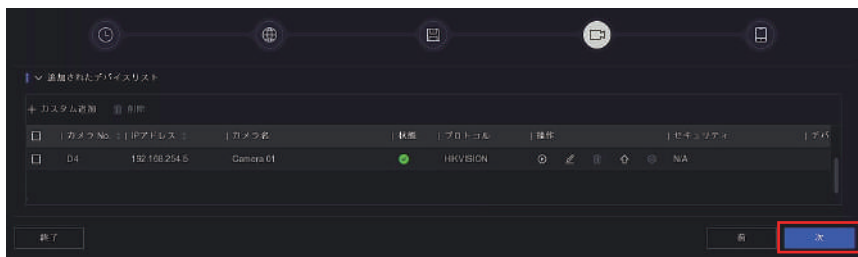 追加されたデバイスリスト
+ カスタム追加 削除
カメラ No. IPアドレス カメラ名 状態 プロトコル 操作 セキュリティ デバ
D4 192.168.254.5 Camera 01 HIKVISION N/A
終了 前 次